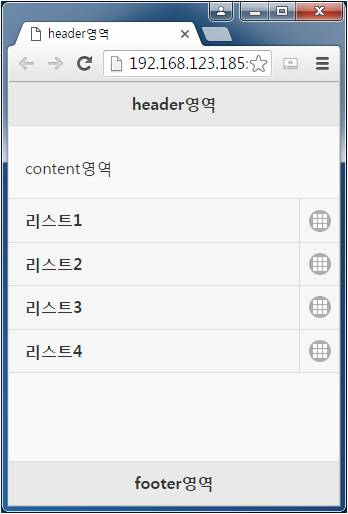 header영역
192.168.123.185:
header영역
content영역
리스트1
리스트2
리스트3
리스트4
footer영역